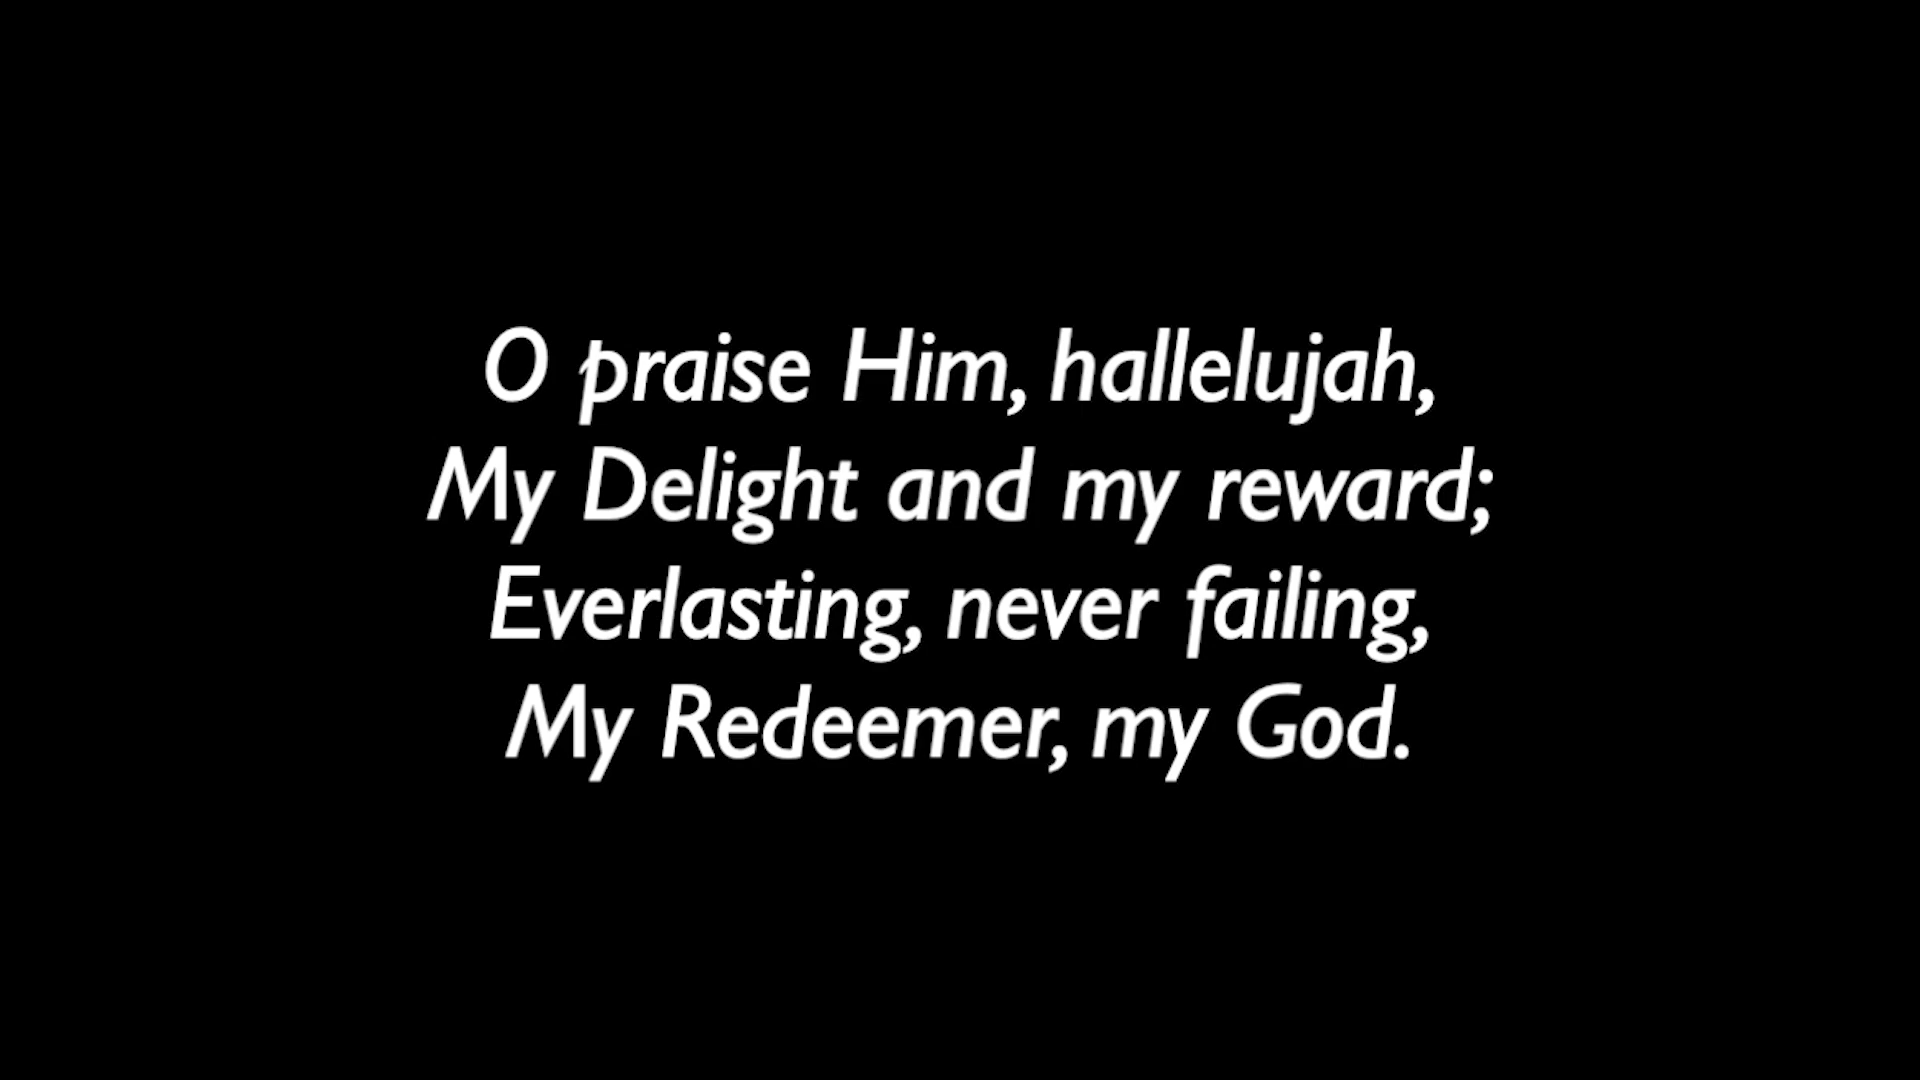 O praise Him, hallelujah,
My Delight and my reward;
Everlasting, never failing,
My Redeemer, my God.